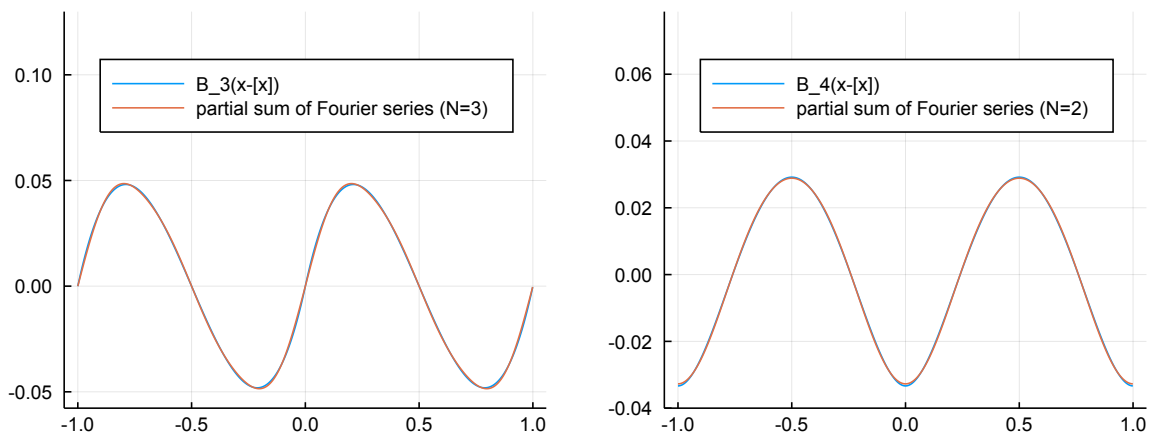 0.10
0.05
0.00
-0.05
-1.0 -0.5 0.0 0.5 1.0
B_3(x-[x])
partial sum of Fourier series (N=3)
0.06
0.04
0.02
0.00
-0.02
-0.04
-1.0 -0.5 0.0 0.5 1.0
B_4(x-[x])
partial sum of Fourier series (N=2)